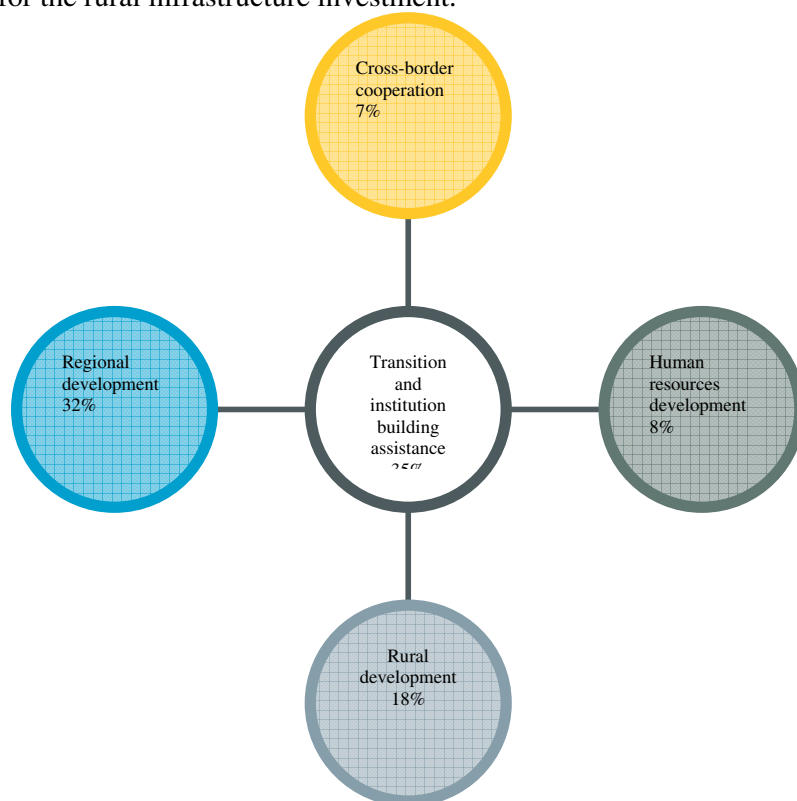 for the rural infrastructure investment.
Cross-border
cooperation
7%
Regional
development
32%
Transition
and
institution
building
assistance
35%
Human
resources
development
8%
Rural
development
18%